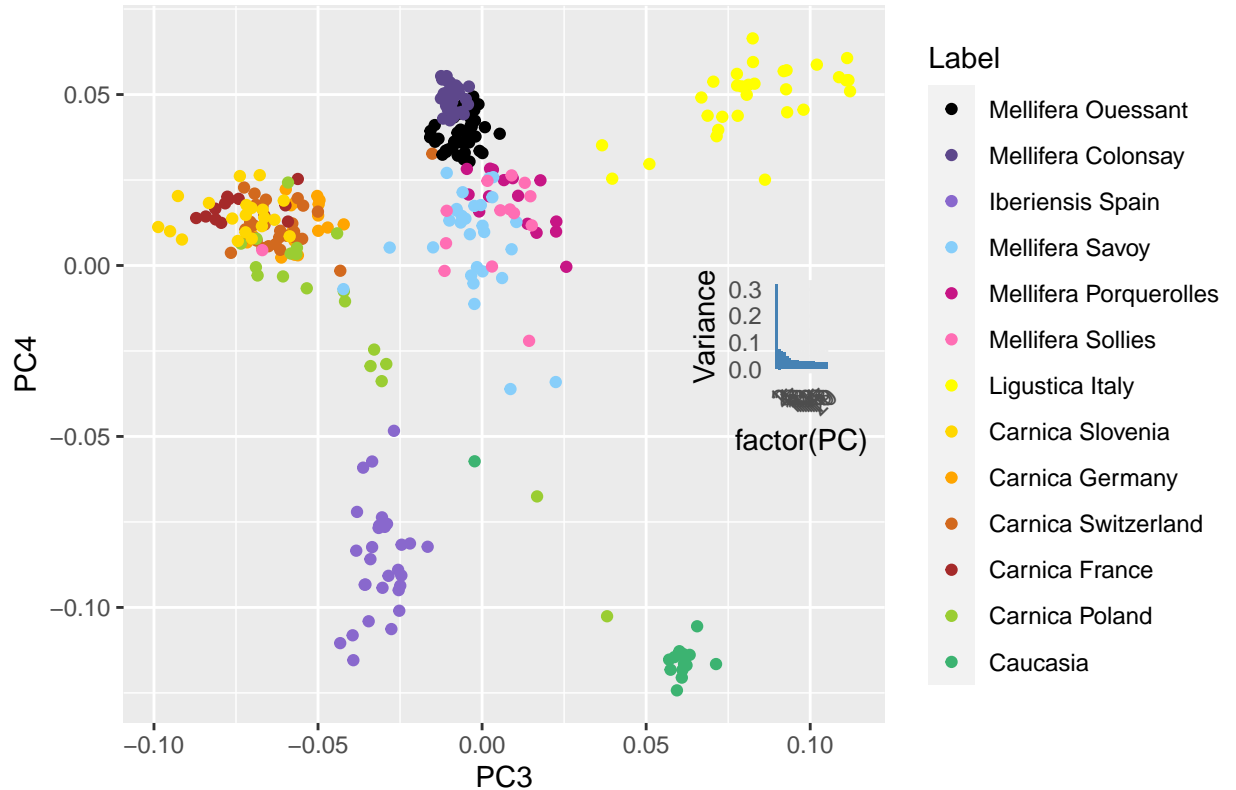 0.05
0.00
−0.05
−0.10
PC4
−0.10
−0.05
0.00
0.05
0.10
PC3
Variance
0.3
0.2
0.1
0.0
factor(PC)
Label
Mellifera Ouessant
Mellifera Colonsay
Iberiensis Spain
Mellifera Savoy
Mellifera Porquerolles
Mellifera Sollies
Ligustica Italy
Carnica Slovenia
Carnica Germany
Carnica Switzerland
Carnica France
Carnica Poland
Caucasia